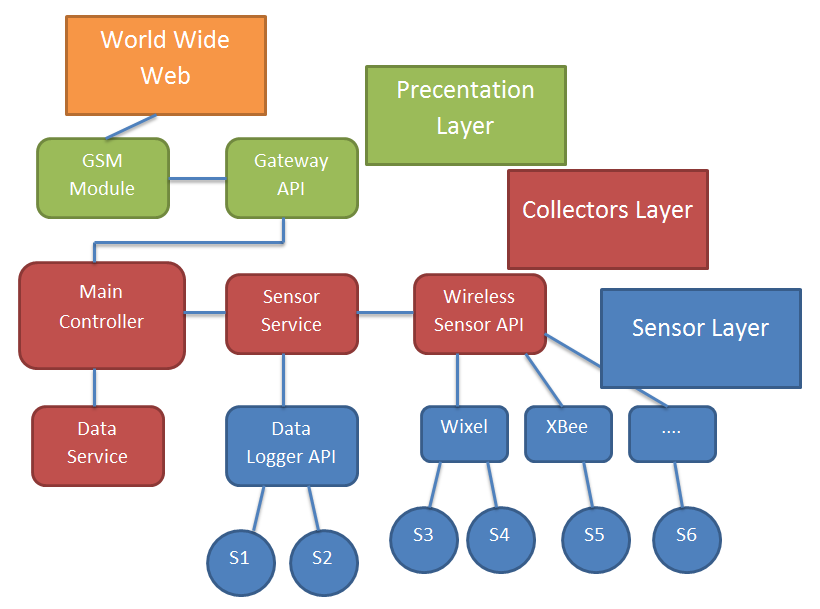 World Wide
Web
Precentation
Layer
GSM
Module
Gateway
API
Collectors Layer
Main
Controller
Sensor
Service
Wireless
Sensor API
Sensor Layer
Data
Service
Data
Logger API
Wixel
XBee
....
S1
S2
S3
S4
S5
S6